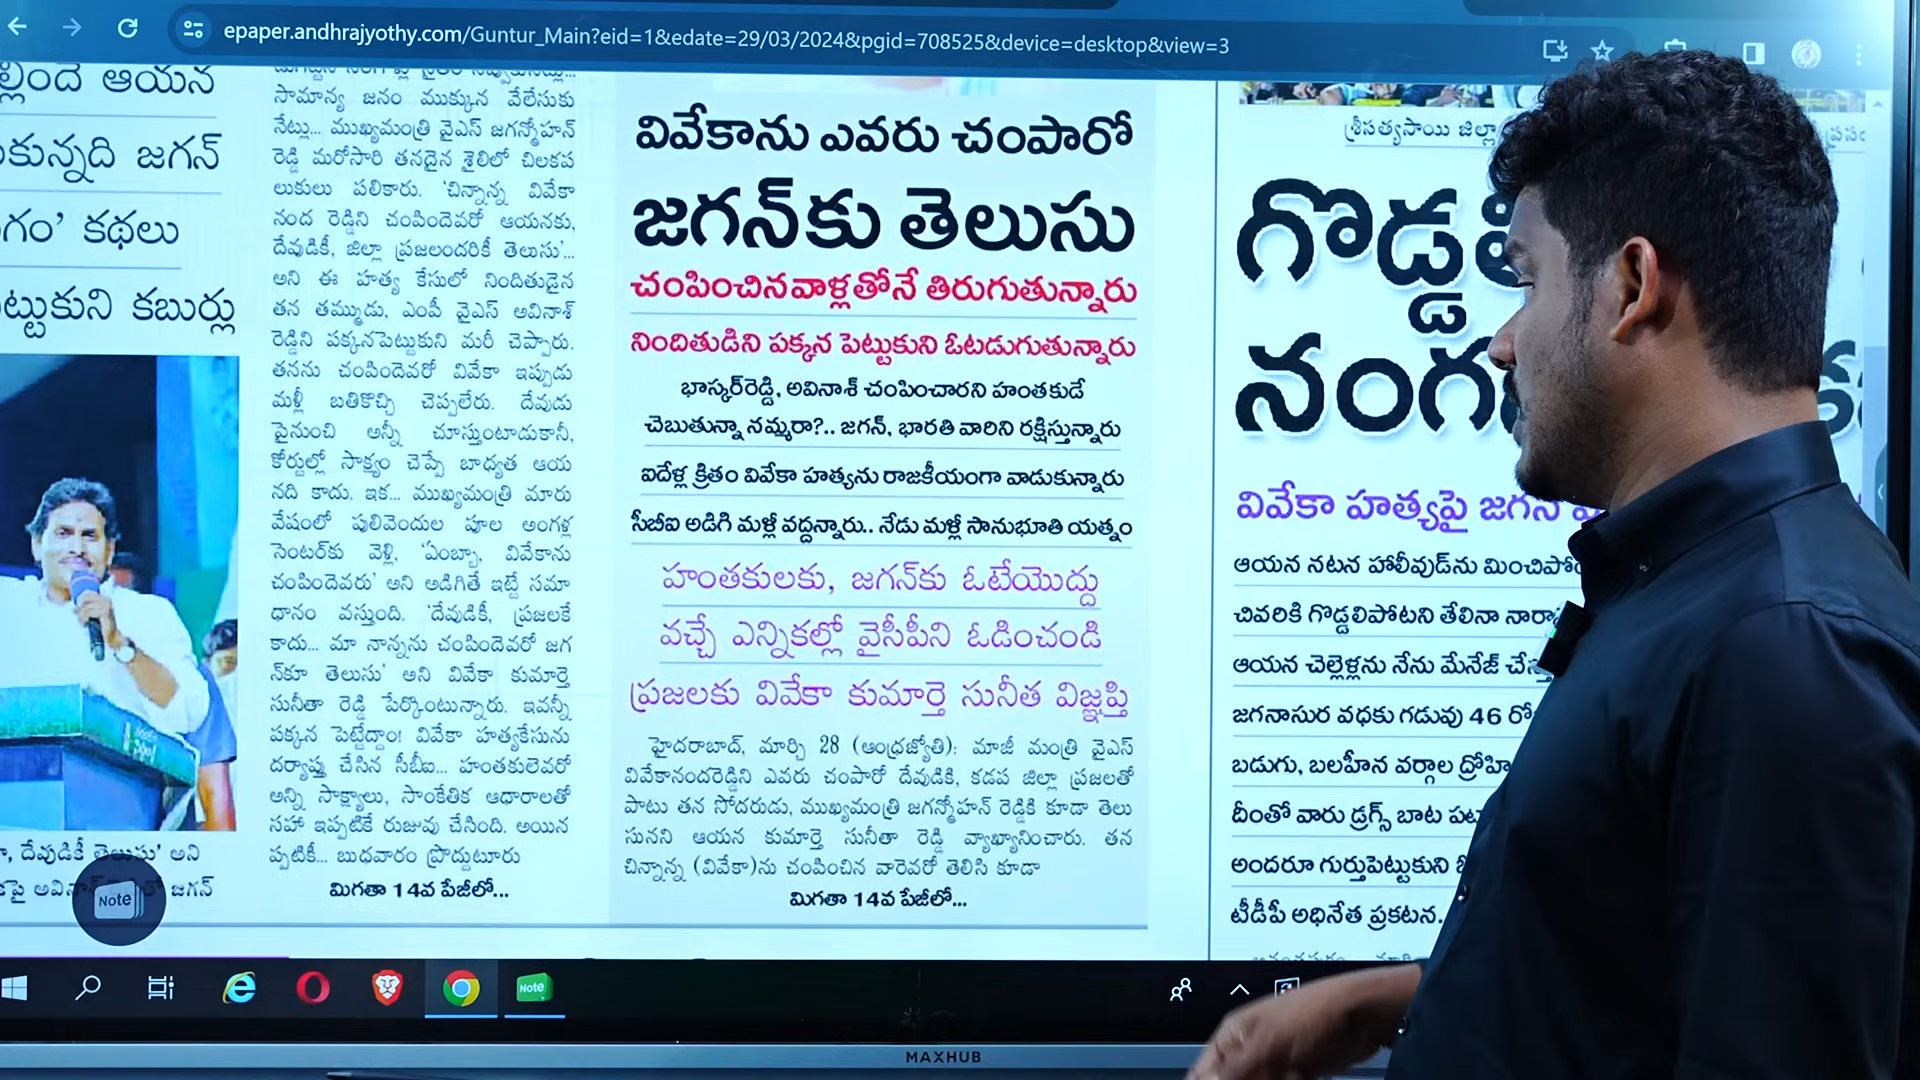 epaper.andhrajyothy.com/Guntur_Main?eid=1&edate=29/03/2024&pgid=708525&device=desktop&view=3
ల్లిందే ఆయన
కున్నది జగన్
గం’ కథలు
ట్టుకుని కబుర్లు
, దేవుడికీ తెలుసు’ అని
జగన్
Note
సామాన్య జనం ముక్కున వేలేసుకు
నేట్లు... ముఖ్యమంత్రి వైఎస్ జగన్మోహన్
రెడ్డి మరోసారి తనదైన శైలిలో చిలకప
లుకులు పలికారు. ‘చిన్నాన్న వివేకా
నంద రెడ్డిని చంపిందెవరో ఆయనకు,
దేవుడికీ, జిల్లా ప్రజలందరికీ తెలుసు’...
అని ఈ హత్య కేసులో నిందితుడైన
తన తమ్ముడు, ఎంపీ వైఎస్ అవినాశ్
రెడ్డిని పక్కనపెట్టుకుని మరీ చెప్పారు.
తనను చంపిందెవరో వివేకా ఇప్పుడు
మళ్లీ బతికొచ్చి చెప్పలేరు. దేవుడు
పైనుంచి అన్నీ చూస్తుంటాడుకానీ,
కోర్టుల్లో సాక్ష్యం చెప్పే బాధ్యత ఆయ
నది కాదు. ఇక... ముఖ్యమంత్రి మారు
వేషంలో పులివెందుల పూల అంగళ్ల
సెంటర్‌కు వెళ్లి, ‘ఏంబ్బా, వివేకాను
చంపిందెవరు’ అని అడిగితే ఇట్టే సమా
ధానం వస్తుంది. ‘దేవుడికీ, ప్రజలకే
కాదు... మా నాన్నను చంపిందెవరో జగ
న్‌కూ తెలుసు’ అని వివేకా కుమార్తె
సునీతా రెడ్డి పేర్కొంటున్నారు. ఇవన్నీ
పక్కన పెట్టేద్దాం! వివేకా హత్యకేసును
దర్యాప్తు చేసిన సీబీఐ... హంతకులెవరో
అన్ని సాక్ష్యాలు, సాంకేతిక ఆధారాలతో
సహా ఇప్పటికే రుజువు చేసింది. అయిన
ప్పటికీ... బుధవారం ప్రొద్దుటూరు
మిగతా 14వ పేజీలో...
వివేకాను ఎవరు చంపారో
జగన్‌కు తెలుసు
చంపించినవాళ్లతోనే తిరుగుతున్నారు
నిందితుడిని పక్కన పెట్టుకుని ఓటడుగుతున్నారు
భాస్కర్‌రెడ్డి, అవినాశ్ చంపించారని హంతకుడే
చెబుతున్నా నమ్మరా?.. జగన్, భారతి వారిని రక్షిస్తున్నారు
ఐదేళ్ల క్రితం వివేకా హత్యను రాజకీయంగా వాడుకున్నారు
సీబీఐ అడిగి మళ్లీ వద్దన్నారు.. నేడు మళ్లీ సానుభూతి యత్నం
హంతకులకు, జగన్‌కు ఓటేయొద్దు
వచ్చే ఎన్నికల్లో వైసీపీని ఓడించండి
ప్రజలకు వివేకా కుమార్తె సునీత విజ్ఞప్తి
హైదరాబాద్, మార్చి 28 (ఆంధ్రజ్యోతి): మాజీ మంత్రి వైఎస్
వివేకానందరెడ్డిని ఎవరు చంపారో దేవుడికి, కడప జిల్లా ప్రజలతో
పాటు తన సోదరుడు, ముఖ్యమంత్రి జగన్మోహన్ రెడ్డికి కూడా తెలు
సునని ఆయన కుమార్తె సునీతా రెడ్డి వ్యాఖ్యానించారు. తన
చిన్నాన్న (వివేకా)ను చంపించిన వారెవరో తెలిసి కూడా
మిగతా 14వ పేజీలో...
శ్రీసత్యసాయి జిల్లా
గొడ్డ
నంగ
వివేకా హత్యపై జగన్
ఆయన నటన హాలీవుడ్‌ను మించిపో
చివరికి గొడ్డలిపోటని తేలినా నారా
ఆయన చెల్లెళ్లను నేను మేనేజ్ చే
జగనాసుర వధకు గడువు 46 రో
బడుగు, బలహీన వర్గాల ద్రోహి
దీంతో వారు డ్రగ్స్ బాట పట
అందరూ గుర్తుపెట్టుకుని
టీడీపీ అధినేత ప్రకటన.
Note
MAXHUB